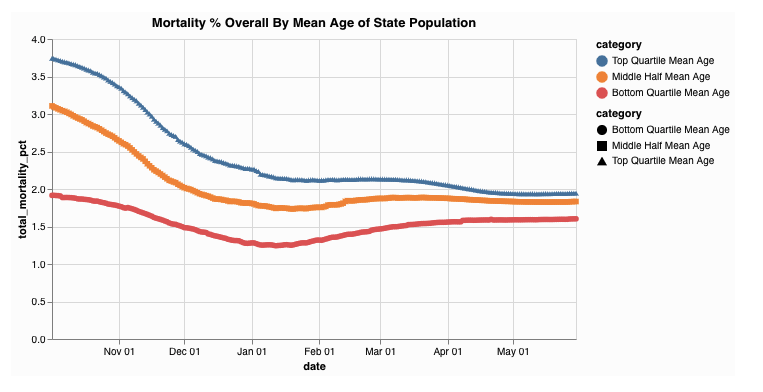 Mortality % Overall By Mean Age of State Population
total_mortality_pct
4.0
3.5
3.0
2.5
2.0
1.5
1.0
0.5
0.0
Nov 01 Dec 01 Jan 01 Feb 01 Mar 01 Apr 01 May 01
date
category
Top Quartile Mean Age
Middle Half Mean Age
Bottom Quartile Mean Age
category
Bottom Quartile Mean Age
Middle Half Mean Age
Top Quartile Mean Age